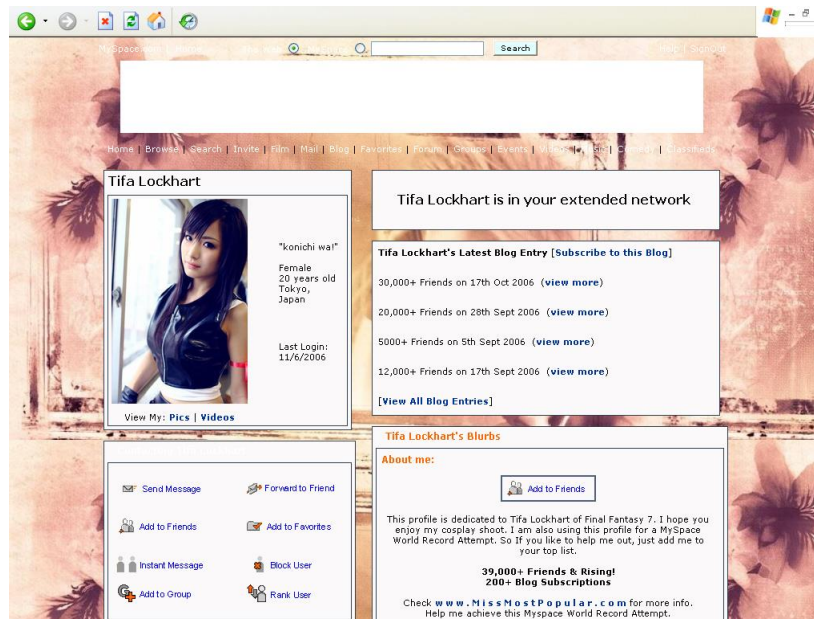 Search
Home | Browse | Search | Invite | Film | Mail | Blog | Favorites | Forum | Groups | Events | Videos | Music | Comedy | Classifieds
Tifa Lockhart
"konichi wa!"
Female
20 years old
Tokyo,
Japan
Last Login:
11/6/2006
View My: Pics | Videos
Send Message
Forward to Friend
Add to Friends
Add to Favorites
Instant Message
Block User
Add to Group
Rank User
Tifa Lockhart is in your extended network
Tifa Lockhart's Latest Blog Entry [Subscribe to this Blog]
30,000+ Friends on 17th Oct 2006 (view more)
20,000+ Friends on 28th Sept 2006 (view more)
5000+ Friends on 5th Sept 2006 (view more)
12,000+ Friends on 17th Sept 2006 (view more)
[View All Blog Entries]
Tifa Lockhart's Blurbs
About me:
Add to Friends
This profile is dedicated to Tifa Lockhart of Final Fantasy 7. I hope you
enjoy my cosplay shoot. I am also using this profile for a MySpace
World Record Attempt. So If you like to help me out, just add me to
your top list.
39,000+ Friends & Rising!
200+ Blog Subscriptions
Check www.MissMostPopular.com for more info.
Help me achieve this Myspace World Record Attempt.